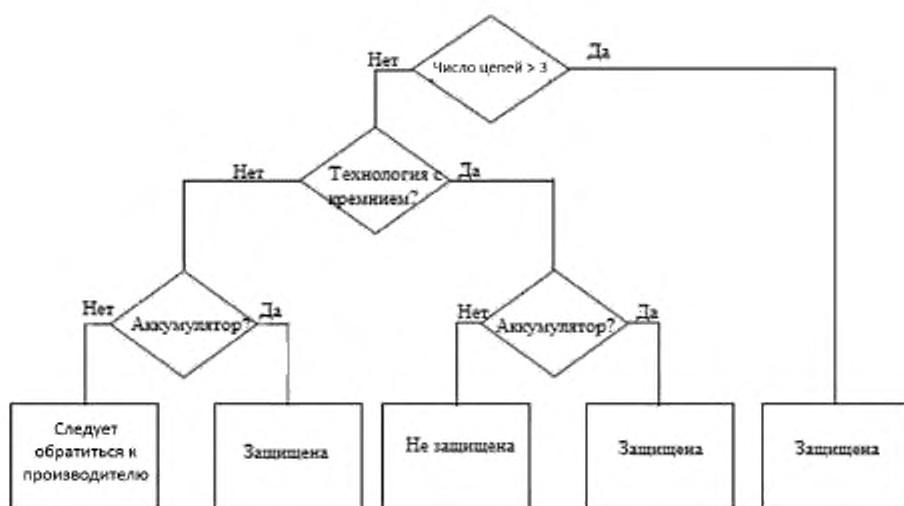 Нет
Число цепей > 3
Да
Нет
Технология с
кремнием?
Да
Нет
Аккумулятор?
Да
Нет
Аккумулятор?
Да
Следует
обратиться к
производителю
Защищена
Не защищена
Защищена
Защищена